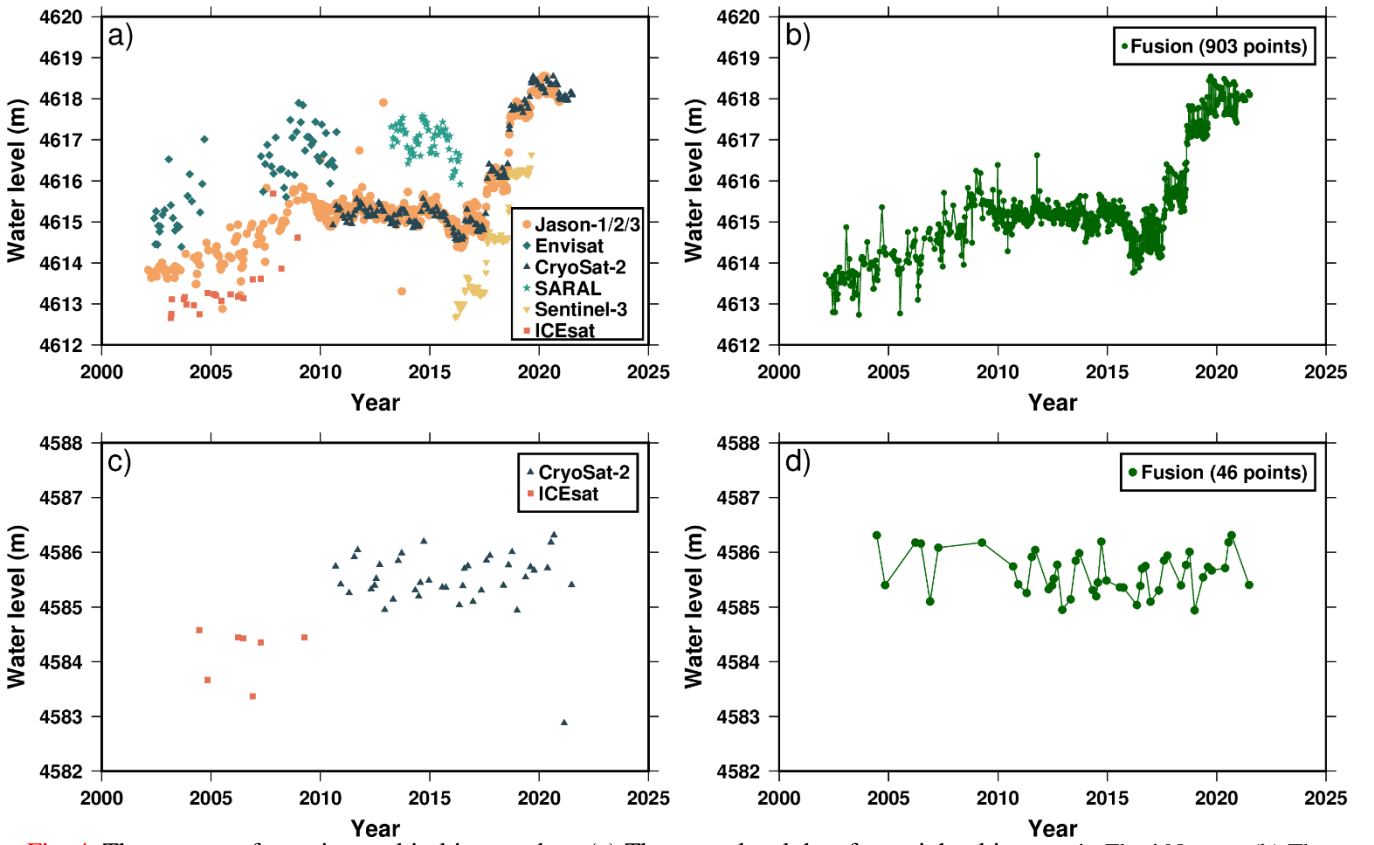 a)
Water level (m)
4620
4619
4618
4617
4616
4615
4614
4613
4612
Jason-1/2/3
Envisat
CryoSat-2
SARAL
Sentinel-3
ICEsat
2000 2005 2010 2015 2020 2025
Year
b)
Water level (m)
4620
4619
4618
4617
4616
4615
4614
4613
4612
Fusion (903 points)
2000 2005 2010 2015 2020 2025
Year
c)
Water level (m)
4588
4587
4586
4585
4584
4583
4582
CryoSat-2
ICEsat
2000 2005 2010 2015 2020 2025
Year
d)
Water level (m)
4588
4587
4586
4585
4584
4583
4582
Fusion (46 points)
2000 2005 2010 2015 2020 2025
Year